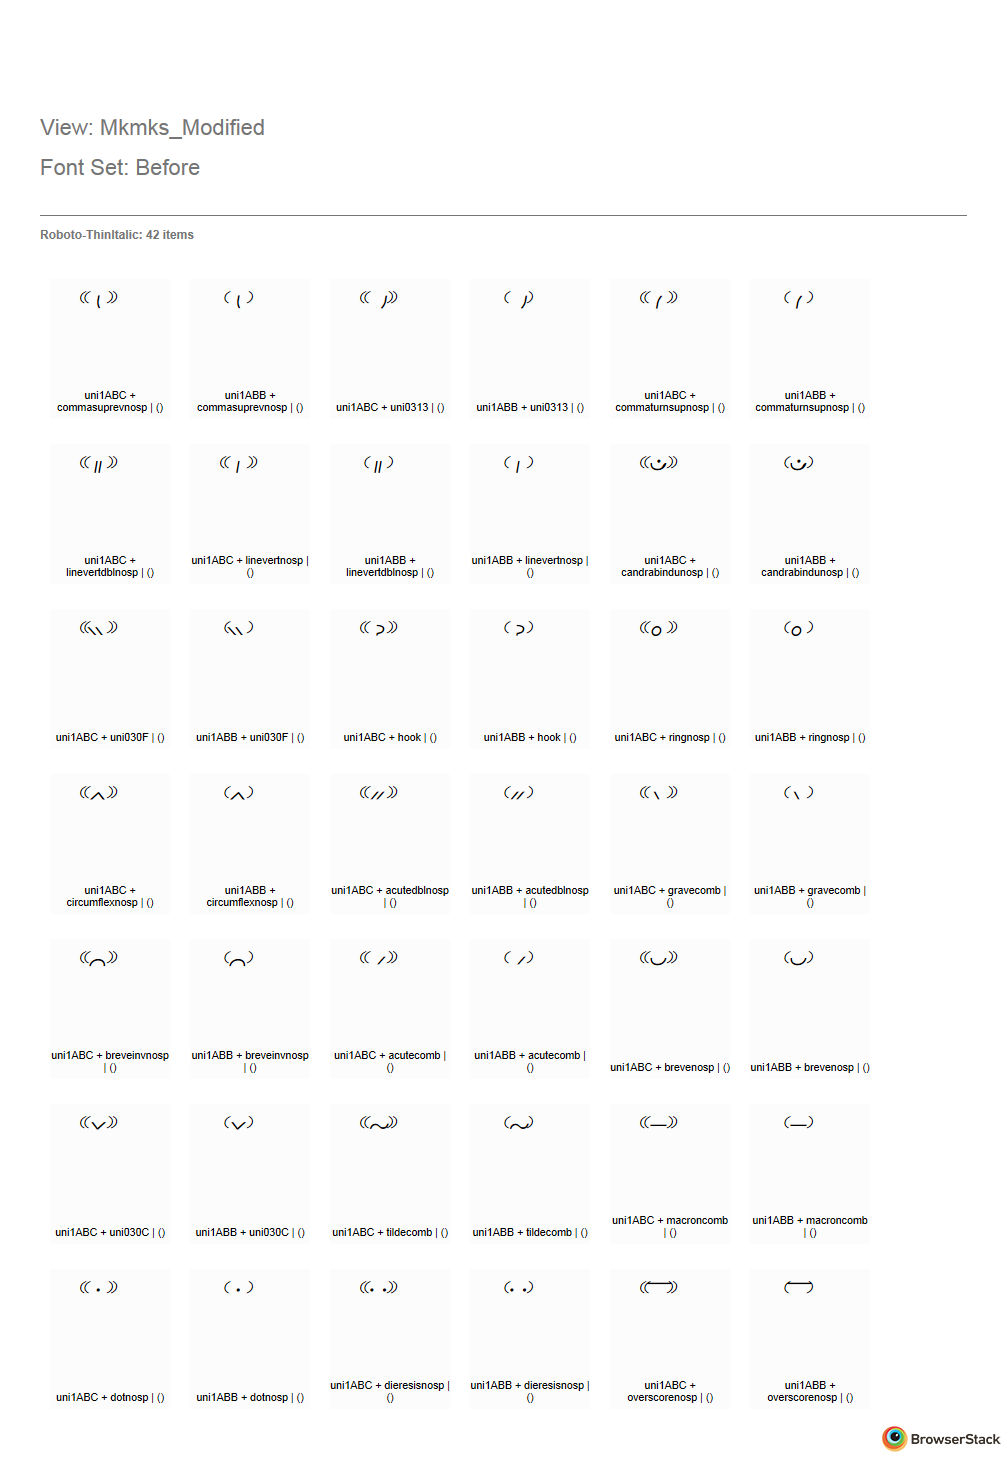 View: Mkmks_Modified
Font Set: Before
Roboto-ThinItalic: 42 items
uni1ABC +
commasuprevnosp | ()
uni1ABB +
commasuprevnosp | ()
uni1ABC + uni0313 | ()
uni1ABB + uni0313 | ()
uni1ABC +
commaturnsupnosp | ()
uni1ABB +
commaturnsupnosp | ()
uni1ABC +
linevertdblnosp | ()
uni1ABC + linevertnosp |
()
uni1ABB +
linevertdblnosp | ()
uni1ABB + linevertnosp |
()
uni1ABC +
candrabindunosp | ()
uni1ABB +
candrabindunosp | ()
uni1ABC + uni030F | ()
uni1ABB + uni030F | ()
uni1ABC + hook | ()
uni1ABB + hook | ()
uni1ABC + ringnosp | ()
uni1ABB + ringnosp | ()
uni1ABC +
circumflexnosp | ()
uni1ABB +
circumflexnosp | ()
uni1ABC + acutedblnosp
| ()
uni1ABB + acutedblnosp
| ()
uni1ABC + gravecomb |
()
uni1ABB + gravecomb |
()
uni1ABC + breveinvnosp
| ()
uni1ABB + breveinvnosp
| ()
uni1ABC + acutecomb |
()
uni1ABB + acutecomb |
()
uni1ABC + brevenosp | ()
uni1ABB + brevenosp | ()
uni1ABC + uni030C | ()
uni1ABB + uni030C | ()
uni1ABC + tildecomb | ()
uni1ABB + tildecomb | ()
uni1ABC + macroncomb
| ()
uni1ABB + macroncomb
| ()
uni1ABC + dotnosp | ()
uni1ABB + dotnosp | ()
uni1ABC + dieresisnosp |
()
uni1ABB + dieresisnosp |
()
uni1ABC +
overscorenosp | ()
uni1ABB +
overscorenosp | ()
BrowserStack